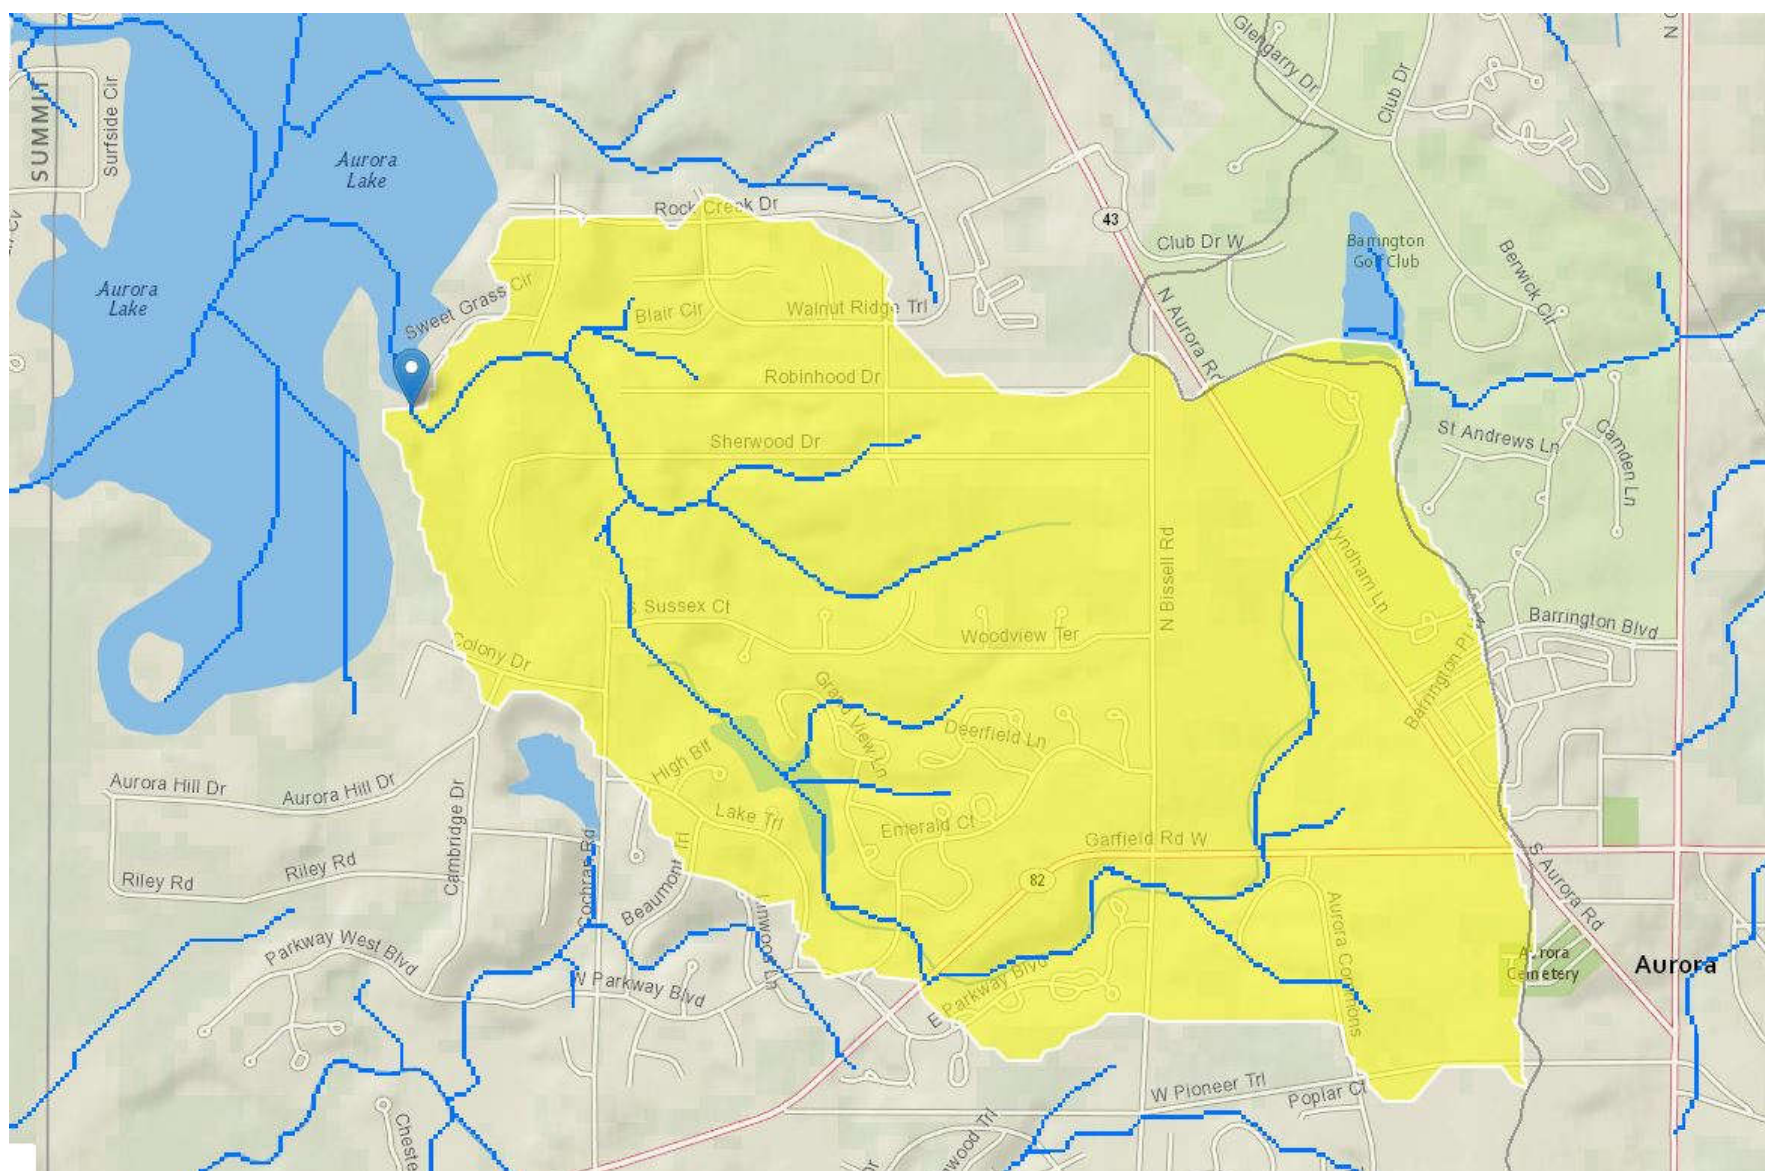 Glengarry Dr
Club Dr
N
SUMMIT
Surfside Cir
Aurora
Lake
Rock Creek Dr
43
Club Dr W
Barrington
Golf Club
Berwick Cir
Aurora
Lake
Sweet Grass Cir
Blair Cir
Walnut Ridge Trl
N Aurora Rd
Robinhood Dr
Sherwood Dr
St Andrews Ln
Camden Ln
N Bissell Rd
Wyndham Ln
S Sussex Ct
Woodview Ter
Barrington Blvd
Colony Dr
Barrington Pl
Grand View Ln
Deerfield Ln
High Blf
Aurora Hill Dr
Aurora Hill Dr
Lake Trl
Emerald Ct
Garfield Rd W
Cambridge Dr
Cochran Rd
Riley Rd
Riley Rd
82
S Aurora Rd
Beaumont Trl
Aurora Commons
Parkway West Blvd
W Parkway Blvd
E Parkway Blvd
Aurora
Cemetery
Aurora
W Pioneer Trl
Poplar Ct
Cheste
wood Trl
Dr